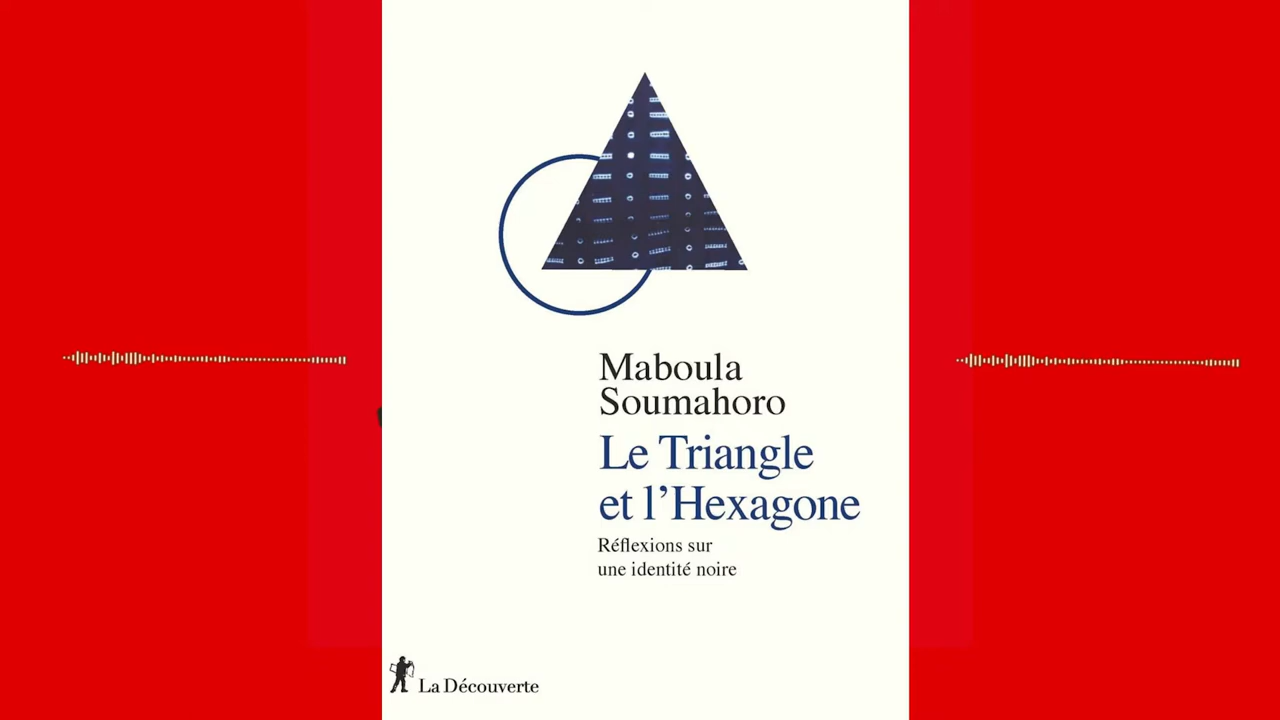 Maboula
Soumahoro
Le Triangle
et l’Hexagone
Réflexions sur
une identité noire
La Découverte